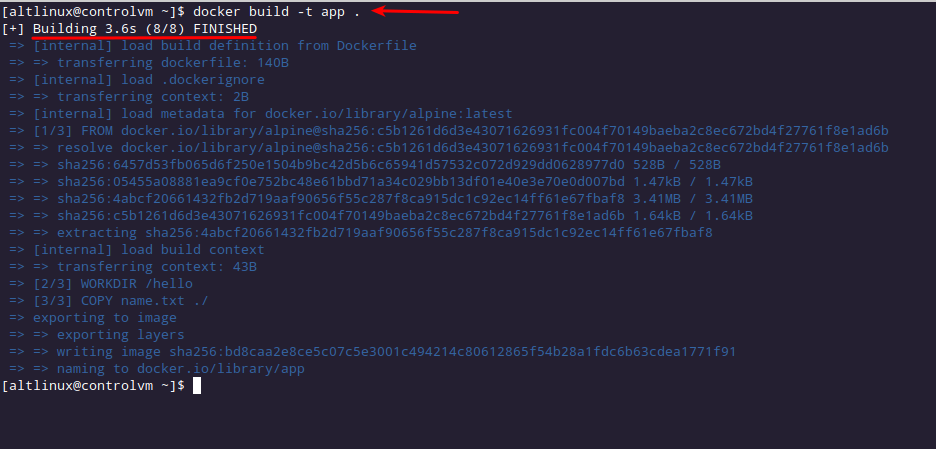 [altlinux@controlvm ~]$ docker build -t app .
[+] Building 3.6s (8/8) FINISHED
=> [internal] load build definition from Dockerfile
=> => transferring dockerfile: 140B
=> [internal] load .dockerignore
=> => transferring context: 2B
=> [internal] load metadata for docker.io/library/alpine:latest
=> [1/3] FROM docker.io/library/alpine@sha256:c5b1261d6d3e43071626931fc004f70149baeba2c8ec672bd4f27761f8e1ad6b
=> => resolve docker.io/library/alpine@sha256:c5b1261d6d3e43071626931fc004f70149baeba2c8ec672bd4f27761f8e1ad6b
=> => sha256:6457d53fb065d6f250e1504b9bc42d5b6c65941d57532c072d929dd0628977d0 528B / 528B
=> => sha256:05455a08881ea9cf0e752bc48e61bbd71a34c029bb13df01e40e3e70e0d007bd 1.47kB / 1.47kB
=> => sha256:4abcf20661432fb2d719aaf90656f55c287f8ca915dc1c92ec14ff61e67fbaf8 3.41MB / 3.41MB
=> => sha256:c5b1261d6d3e43071626931fc004f70149baeba2c8ec672bd4f27761f8e1ad6b 1.64kB / 1.64kB
=> => extracting sha256:4abcf20661432fb2d719aaf90656f55c287f8ca915dc1c92ec14ff61e67fbaf8
=> [internal] load build context
=> => transferring context: 43B
=> [2/3] WORKDIR /hello
=> [3/3] COPY name.txt ./
=> exporting to image
=> => exporting layers
=> => writing image sha256:bd8caa2e8ce5c07c5e3001c494214c80612865f54b28a1fdc6b63cdea1771f91
=> => naming to docker.io/library/app
[altlinux@controlvm ~]$